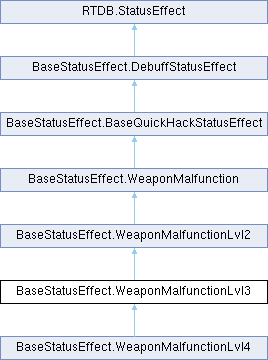 RTDB.StatusEffect
BaseStatusEffect.DebuffStatusEffect
BaseStatusEffect.BaseQuickHackStatusEffect
BaseStatusEffect.WeaponMalfunction
BaseStatusEffect.WeaponMalfunctionLvl2
BaseStatusEffect.WeaponMalfunctionLvl3
BaseStatusEffect.WeaponMalfunctionLvl4